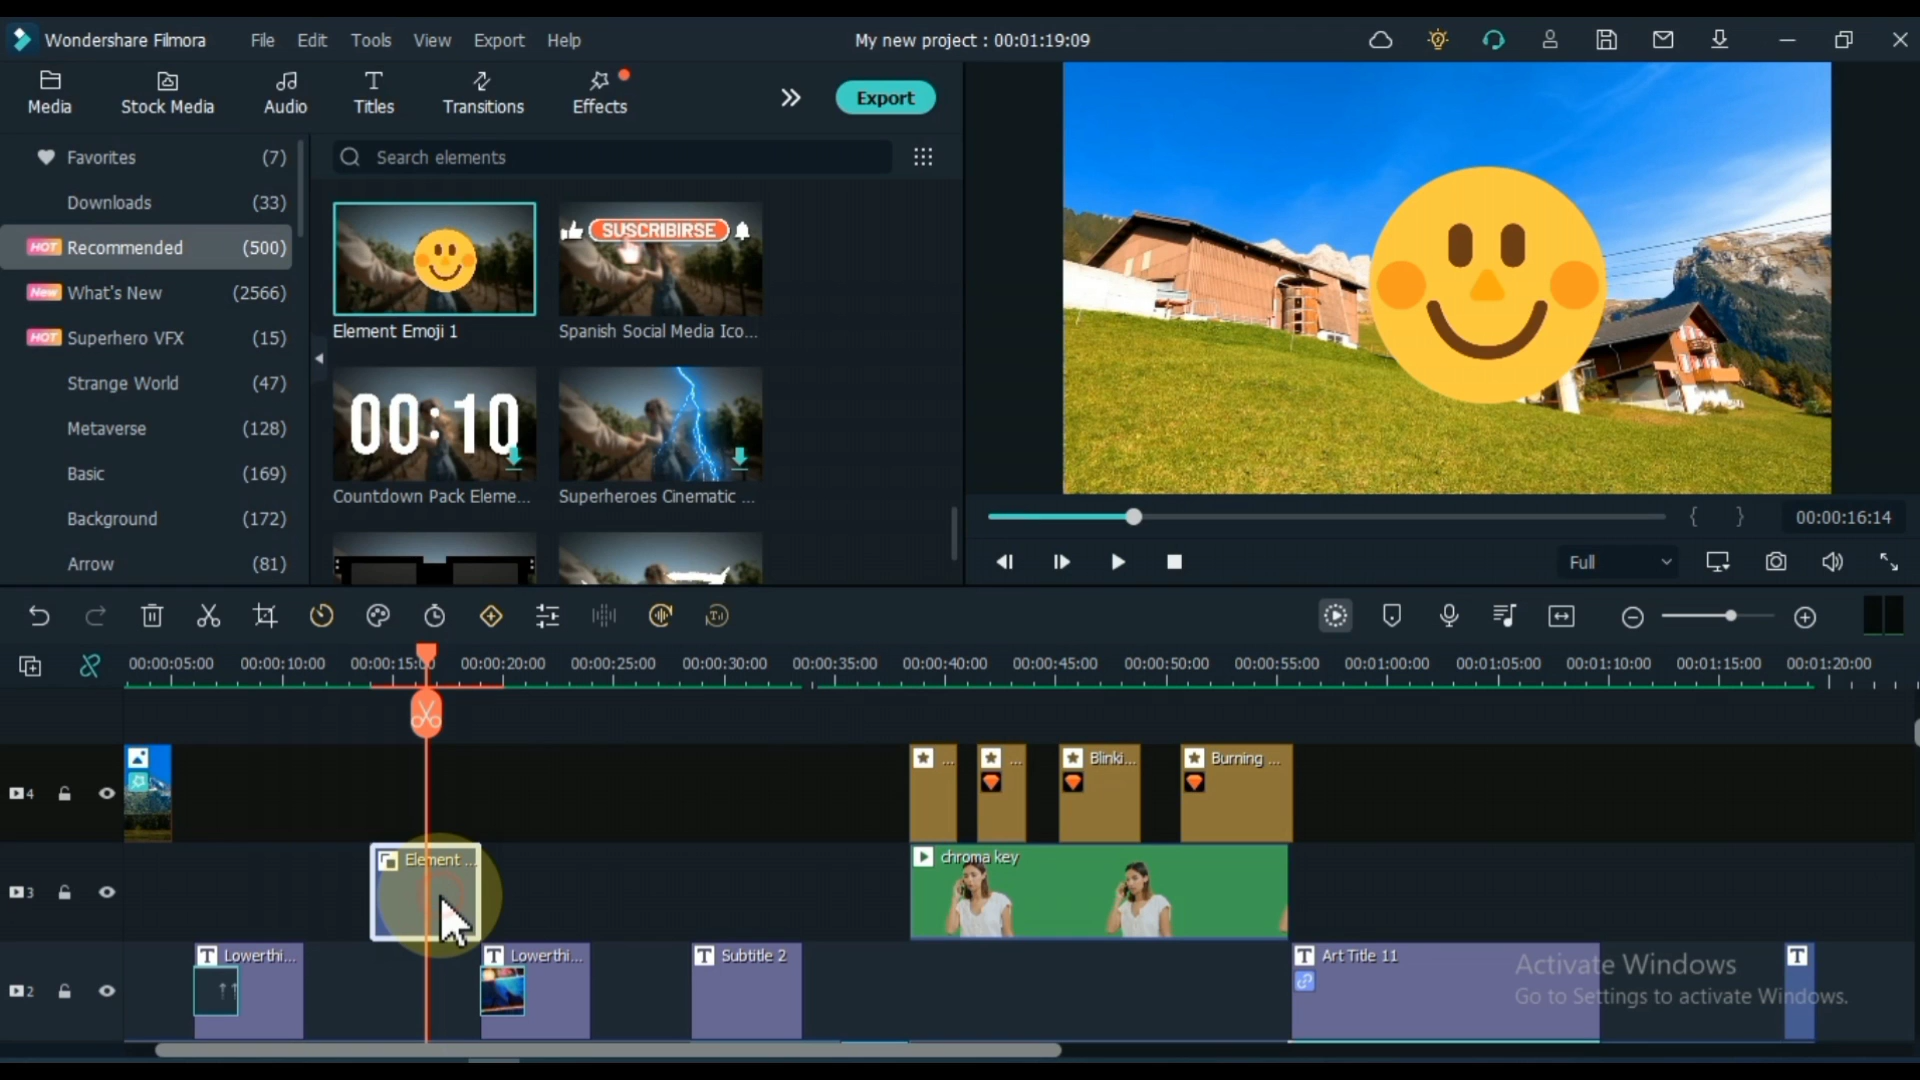 Wondershare Filmora File Edit Tools View Export Help My new project : 00:01:19:09
Media Stock Media Audio Titles Transitions Effects Export
Favorites (7)
Downloads (33)
HOT Recommended (500)
New What's New (2566)
HOT Superhero VFX (15)
Strange World (47)
Metaverse (128)
Basic (169)
Background (172)
Arrow (81)
Search elements
SUSCRIBIRSE
Element Emoji 1 Spanish Social Media Ico...
00:10
Countdown Pack Eleme... Superheroes Cinematic ...
{ } 00:00:16:14
Full
00:00:05:00 00:00:10:00 00:00:15:00 00:00:20:00 00:00:25:00 00:00:30:00 00:00:35:00 00:00:40:00 00:00:45:00 00:00:50:00 00:00:55:00 00:01:00:00 00:01:05:00 00:01:10:00 00:01:15:00 00:01:20:00
4 ... ... Blinki... Burning ...
3 Element ... chroma key
2 T Lowerthi... T Lowerthi... T Subtitle 2 T Art Title 11 T
Activate Windows
Go to Settings to activate Windows.